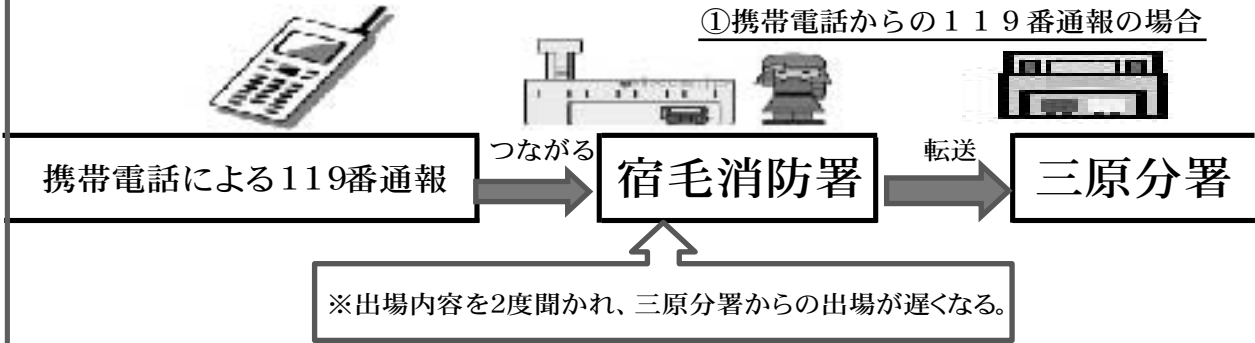 ①携帯電話からの１１９番通報の場合
携帯電話による119番通報
つながる
宿毛消防署
転送
三原分署
※出場内容を2度聞かれ、三原分署からの出場が遅くなる。